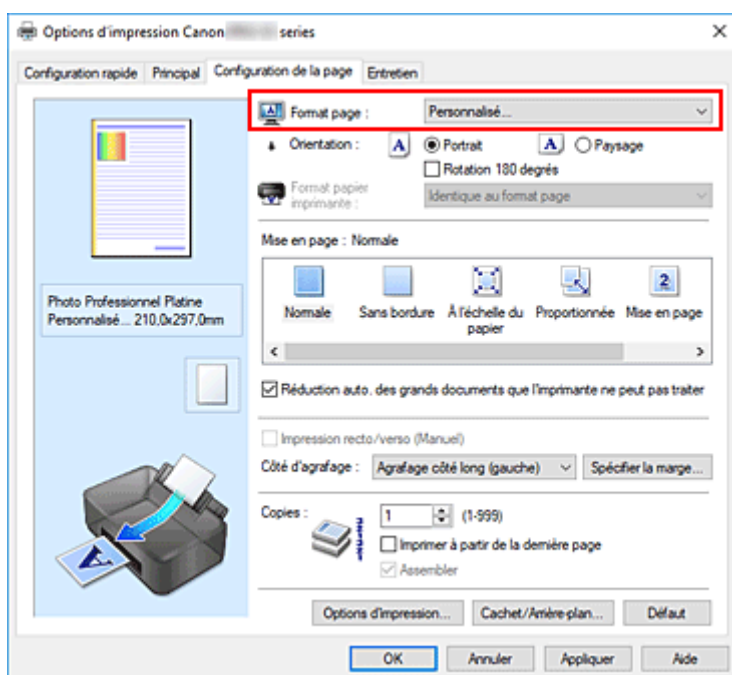 Options d'impression Canon series
Configuration rapide Principal Configuration de la page Entretien
Format page : Personnalisé...
Orientation : A Portrait A Paysage
Rotation 180 degrés
Format papier imprimante : Identique au format page
Mise en page : Normale
2
Normale Sans bordure À l'échelle du papier Proportionnée Mise en page
Photo Professionnel Platine
Personnalisé... 210,0x297,0mm
Réduction auto. des grands documents que l'imprimante ne peut pas traiter
Impression recto/verso (Manuel)
Côté d'agrafage : Agrafage côté long (gauche) Spécifier la marge...
Copies : 1 (1-999)
Imprimer à partir de la dernière page
Assembler
A
Options d'impression... Cachet/Arrière-plan... Défaut
OK Annuler Appliquer Aide